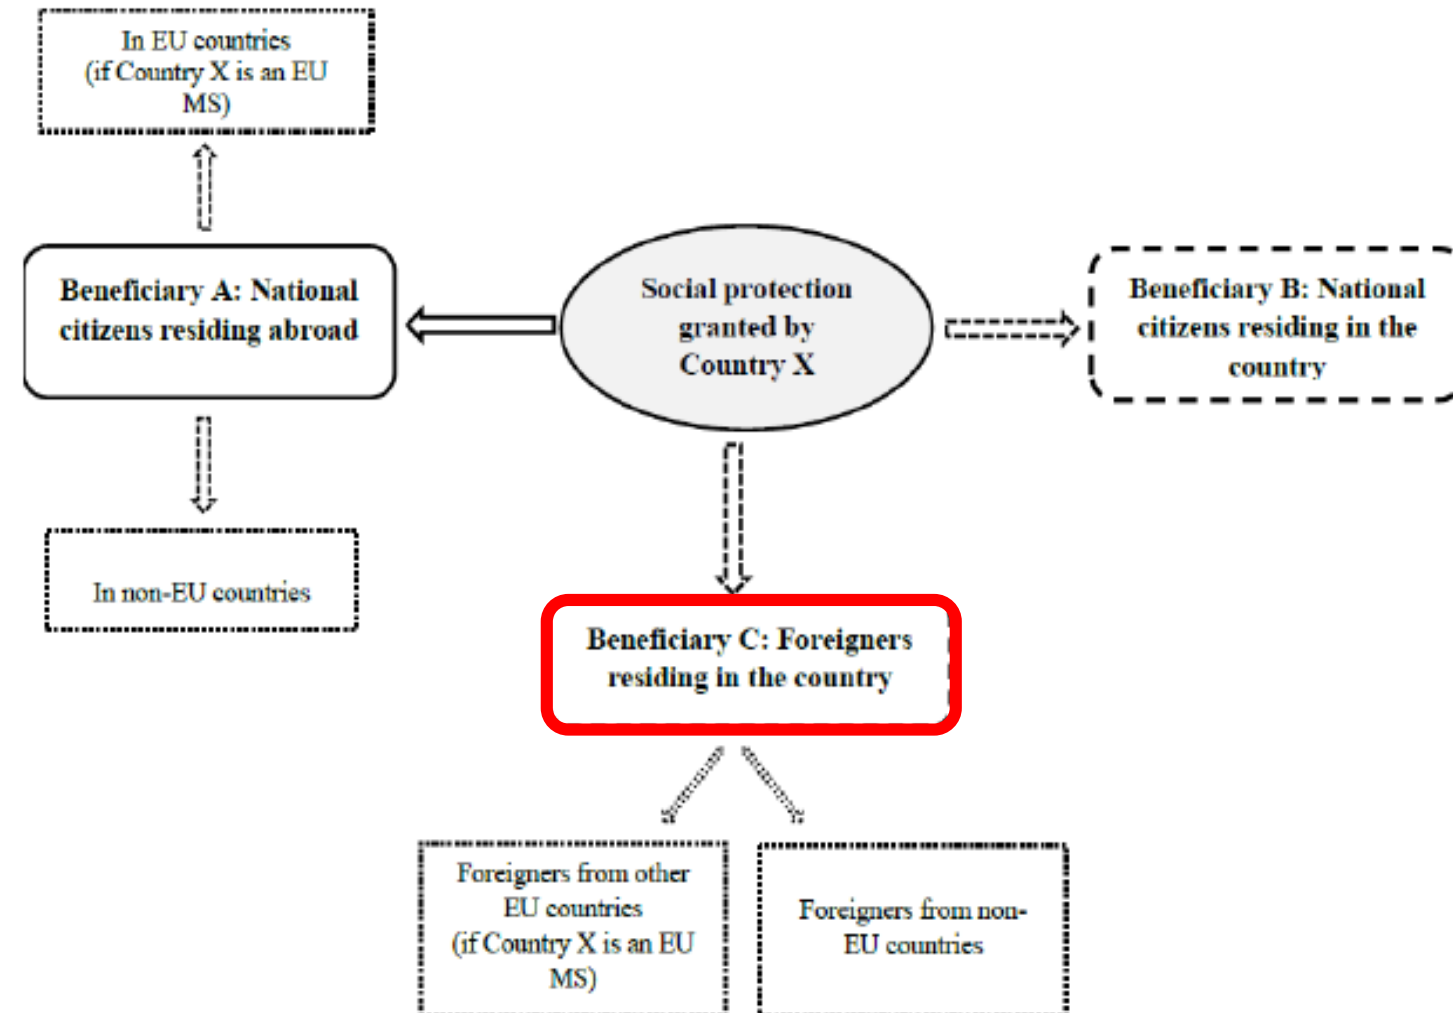 In EU countries
(if Country X is an EU
MS)
Beneficiary A: National
citizens residing abroad
Social protection
granted by
Country X
Beneficiary B: National
citizens residing in the
country
In non-EU countries
Beneficiary C: Foreigners
residing in the country
Foreigners from other
EU countries
(if Country X is an EU
MS)
Foreigners from non-
EU countries